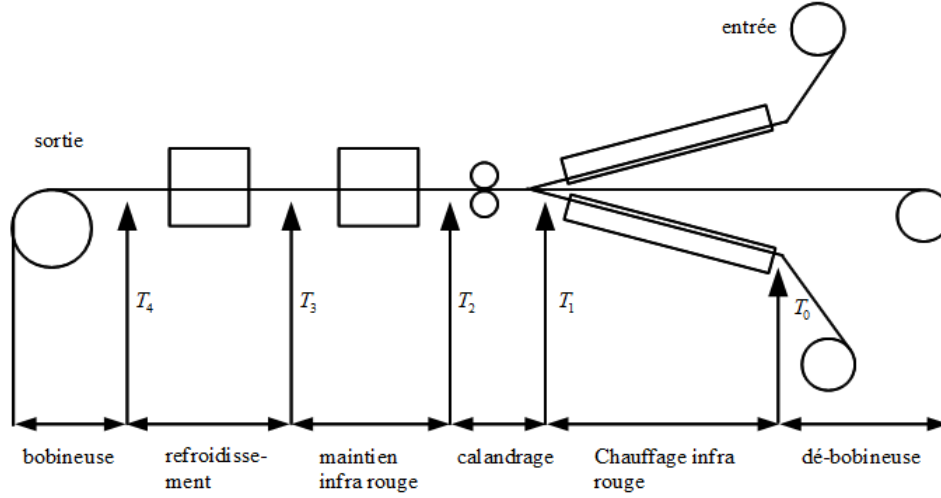 entrée
sortie
T4
T3
T2
T1
T0
bobineuse
refroidisse-
ment
maintien
infra rouge
calandrage
Chauffage infra
rouge
dé-bobineuse